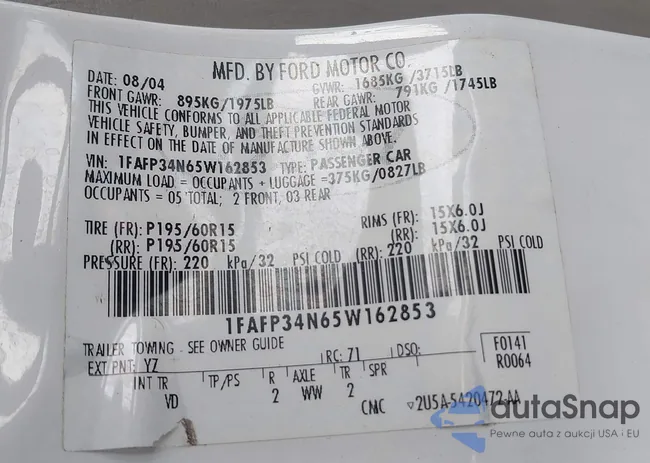 MFD. BY FORD MOTOR CO.
DATE: 08/04 GVWR: 1685KG / 3715LB
FRONT GAWR: 895KG/1975LB REAR GAWR: 791KG/1745LB
THIS VEHICLE CONFORMS TO ALL APPLICABLE FEDERAL MOTOR
VEHICLE SAFETY, BUMPER, AND THEFT PREVENTION STANDARDS
IN EFFECT ON THE DATE OF MANUFACTURE SHOWN ABOVE.
VIN: 1FAFP34N65W162853 TYPE: PASSENGER CAR
MAXIMUM LOAD = OCCUPANTS + LUGGAGE =375KG/0827LB
OCCUPANTS = 05 TOTAL; 2 FRONT, 03 REAR
TIRE (FR): P195/60R15 RIMS (FR): 15X6.0J
(RR): P195/60R15 (RR): 15X6.0J
PRESSURE (FR): 220 kPa/32 PSI COLD (RR): 220 kPa/32 PSI COLD
1FAFP34N65W162853
TRAILER TOWING - SEE OWNER GUIDE
EXT PNT: YZ RC: 71 DSO: F0141
R0064
INT TR TP/PS R AXLE TR SPR
VD 2 WW 2
CMC 2U5A-5420472-AA
autaSnap
Pewne auta z aukcji USA i EU